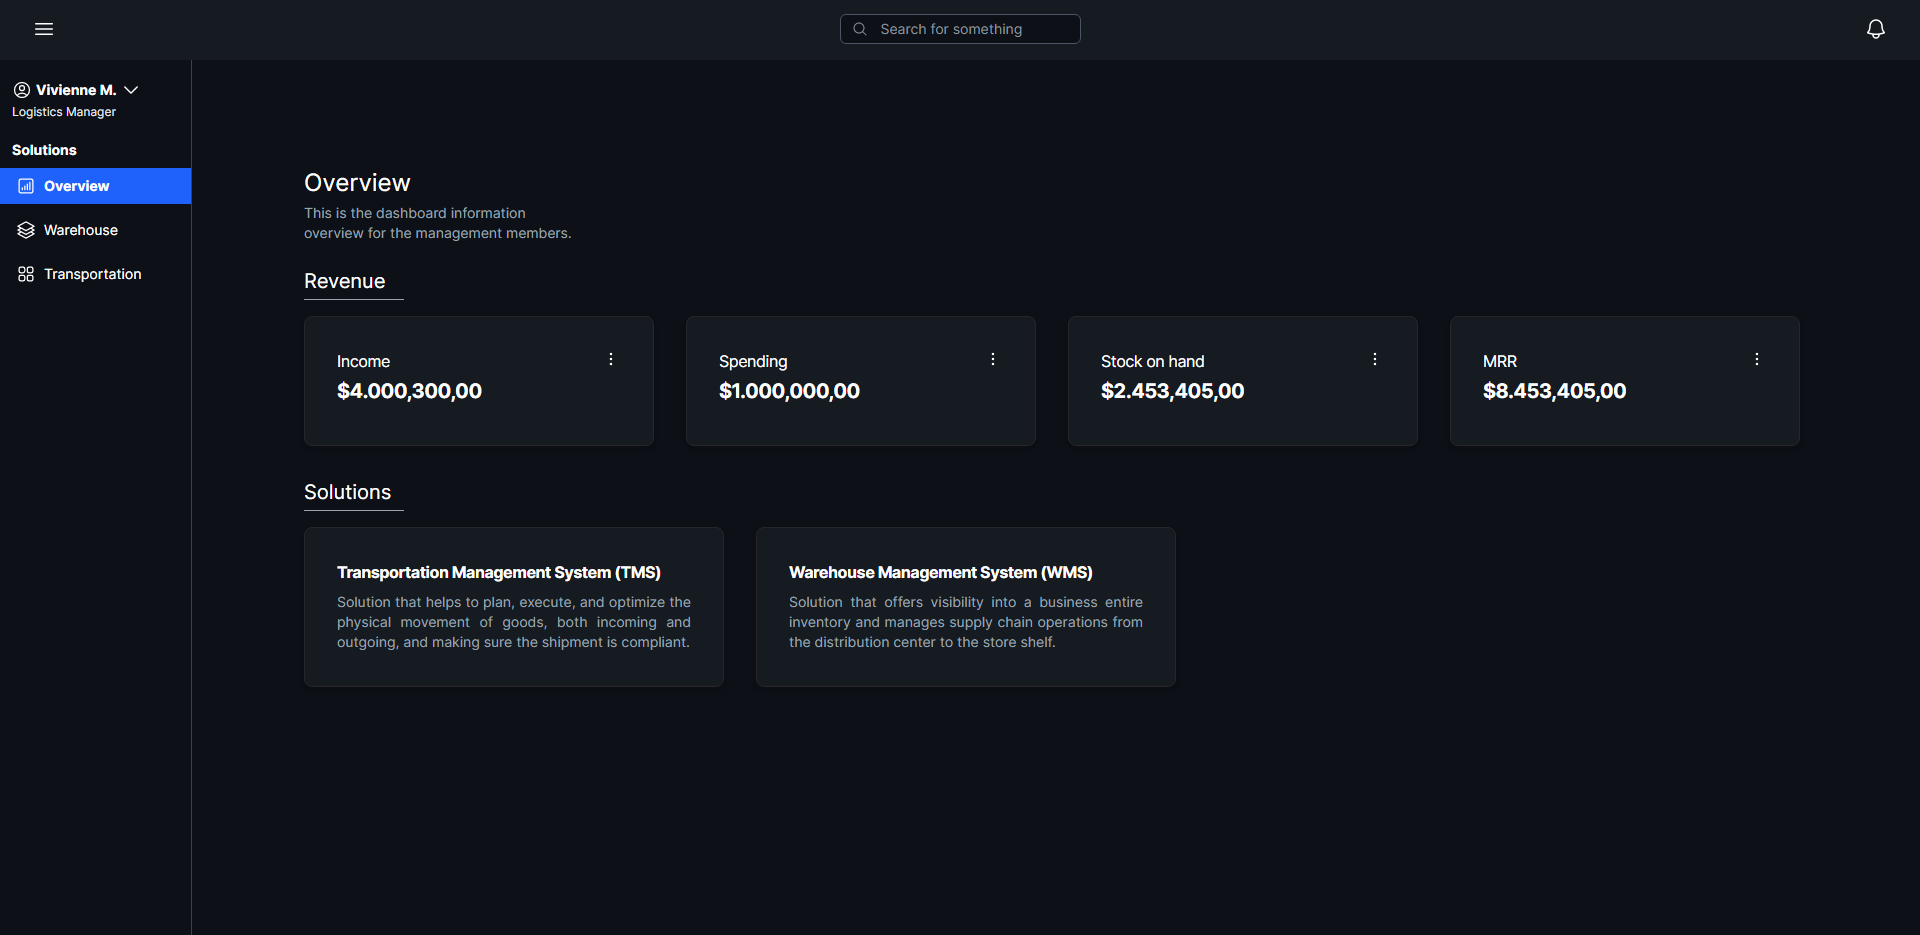 Search for something
Vivienne M.
Logistics Manager
Solutions
Overview
Warehouse
Transportation
Overview
This is the dashboard information
overview for the management members.
Revenue
Income
$4.000,300,00
Spending
$1.000,000,00
Stock on hand
$2.453,405,00
MRR
$8.453,405,00
Solutions
Transportation Management System (TMS)
Solution that helps to plan, execute, and optimize the
physical movement of goods, both incoming and
outgoing, and making sure the shipment is compliant.
Warehouse Management System (WMS)
Solution that offers visibility into a business entire
inventory and manages supply chain operations from
the distribution center to the store shelf.